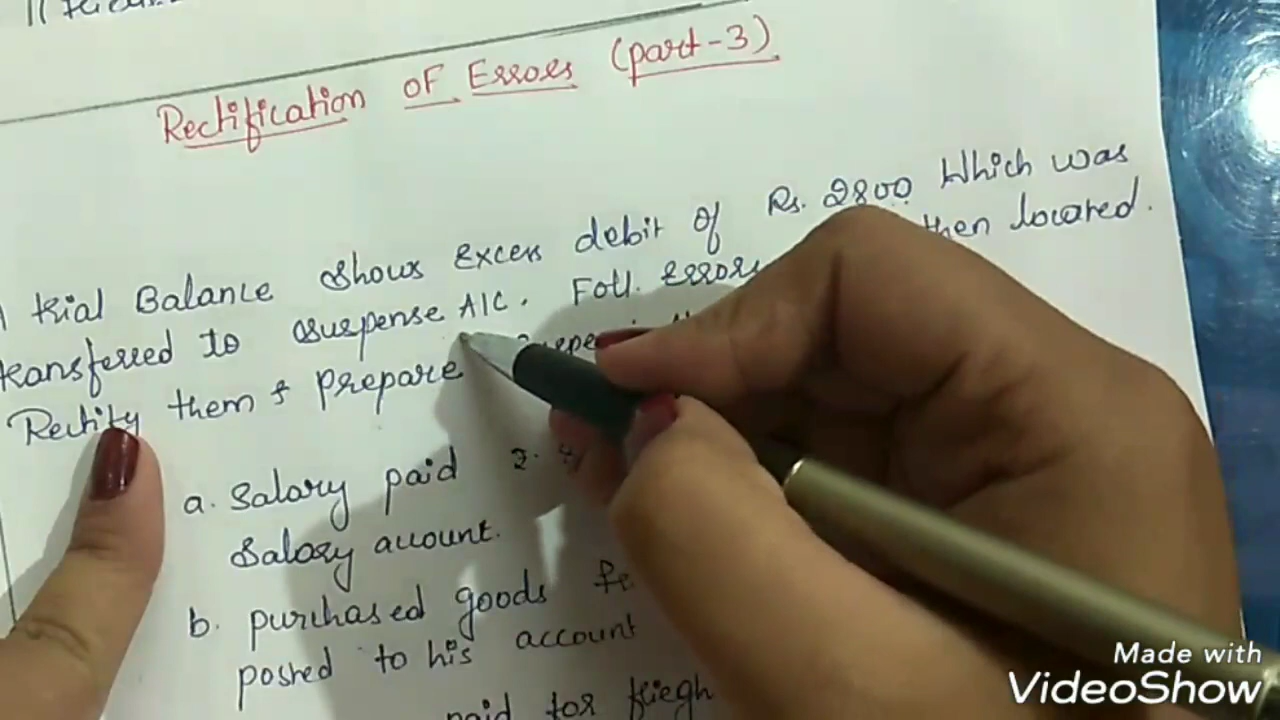 Rectification of Errors (part-3)
trial Balance shows Excess debit of Rs. 2800 Which was
transferred to suspense A/C. Foll. Errors then located.
Rectify them & prepare
a. Salary paid
Salary account.
b. purchased goods
posted to his account
paid for
Made with
VideoShow